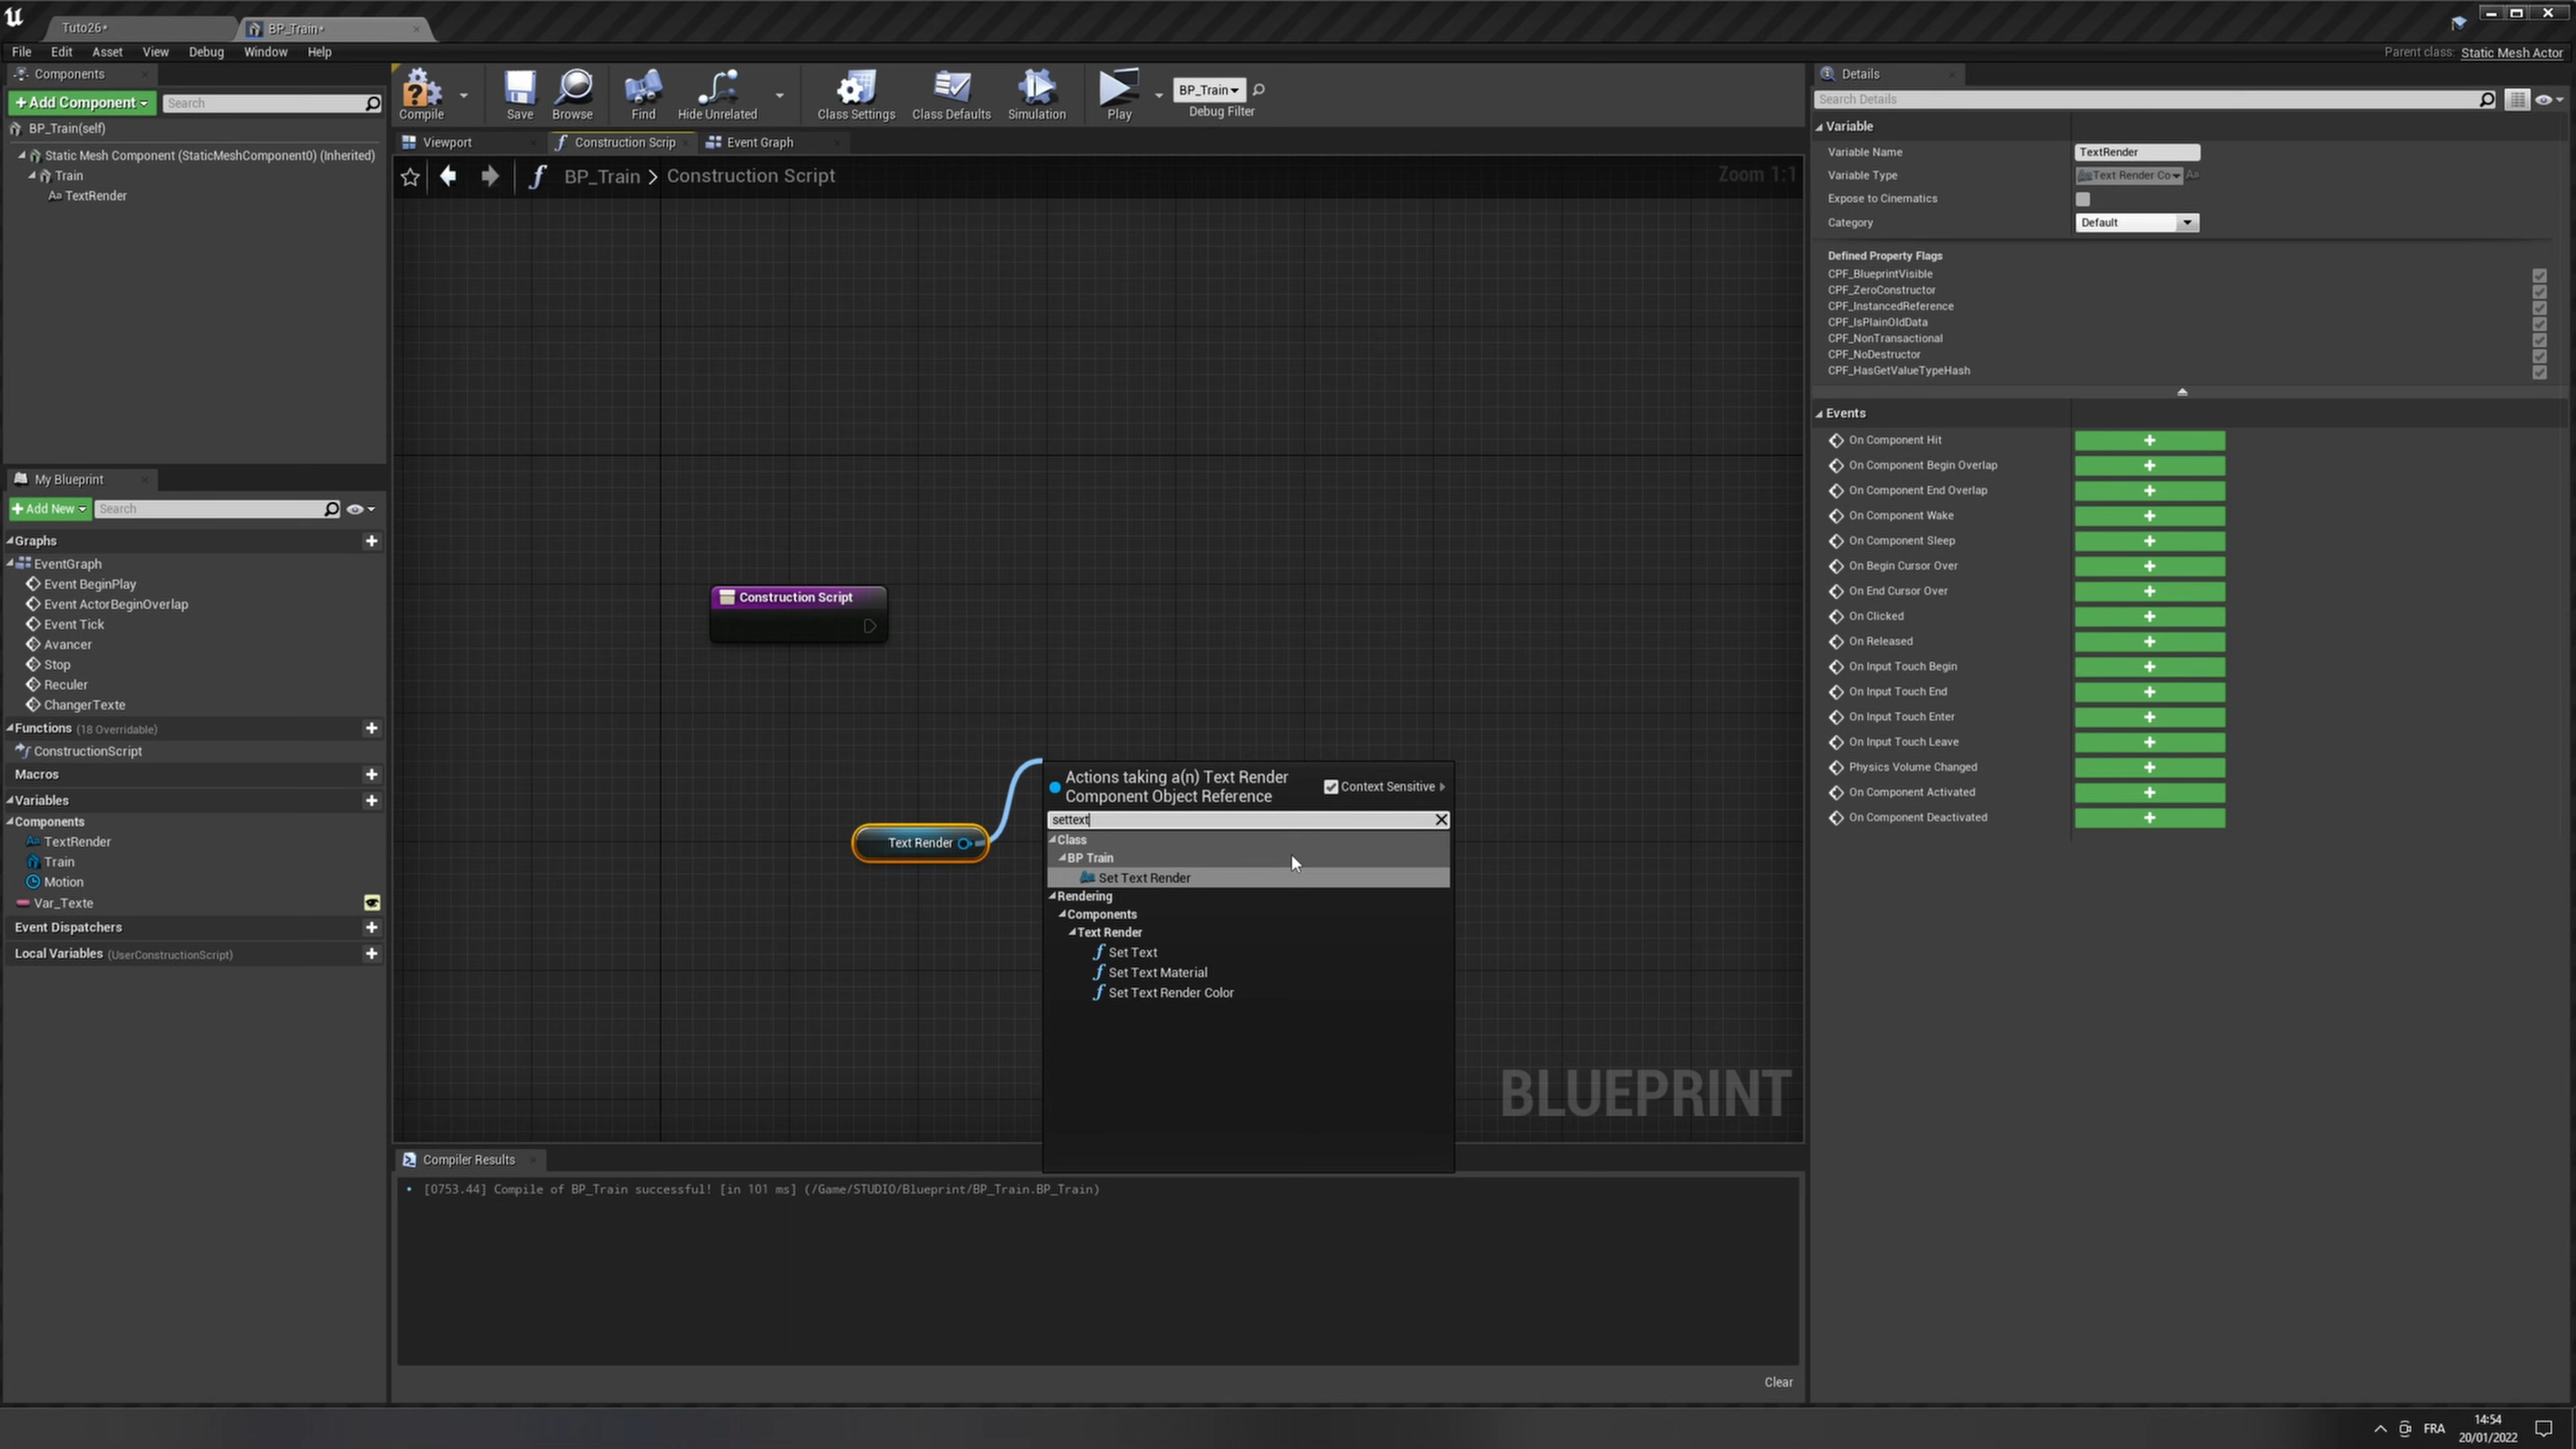 Tuto26*
BP_Train*
File Edit Asset View Debug Window Help
Parent class: Static Mesh Actor
Components
+Add Component
Search
BP_Train(self)
Static Mesh Component (StaticMeshComponent0) (Inherited)
Train
Aa TextRender
My Blueprint
+Add New
Search
Graphs
EventGraph
Event BeginPlay
Event ActorBeginOverlap
Event Tick
Avancer
Stop
Reculer
ChangerTexte
Functions (18 Overridable)
ConstructionScript
Macros
Variables
Components
TextRender
Train
Motion
Var_Texte
Event Dispatchers
Local Variables (UserConstructionScript)
Compile
Save
Browse
Find
Hide Unrelated
Class Settings
Class Defaults
Simulation
Play
BP_Train
Debug Filter
Viewport
Construction Scrip
Event Graph
BP_Train > Construction Script
Zoom 1:1
Construction Script
Text Render
Actions taking a(n) Text Render
Component Object Reference
Context Sensitive
settext
Class
BP Train
Set Text Render
Rendering
Components
Text Render
Set Text
Set Text Material
Set Text Render Color
BLUEPRINT
Compiler Results
[0753.44] Compile of BP_Train successful! [in 101 ms] (/Game/STUDIO/Blueprint/BP_Train.BP_Train)
Clear
Details
Search Details
Variable
Variable Name TextRender
Variable Type Text Render Co
Expose to Cinematics
Category Default
Defined Property Flags
CPF_BlueprintVisible
CPF_ZeroConstructor
CPF_InstancedReference
CPF_IsPlainOldData
CPF_NonTransactional
CPF_NoDestructor
CPF_HasGetValueTypeHash
Events
On Component Hit
On Component Begin Overlap
On Component End Overlap
On Component Wake
On Component Sleep
On Begin Cursor Over
On End Cursor Over
On Clicked
On Released
On Input Touch Begin
On Input Touch End
On Input Touch Enter
On Input Touch Leave
Physics Volume Changed
On Component Activated
On Component Deactivated
FRA
14:54
20/01/2022